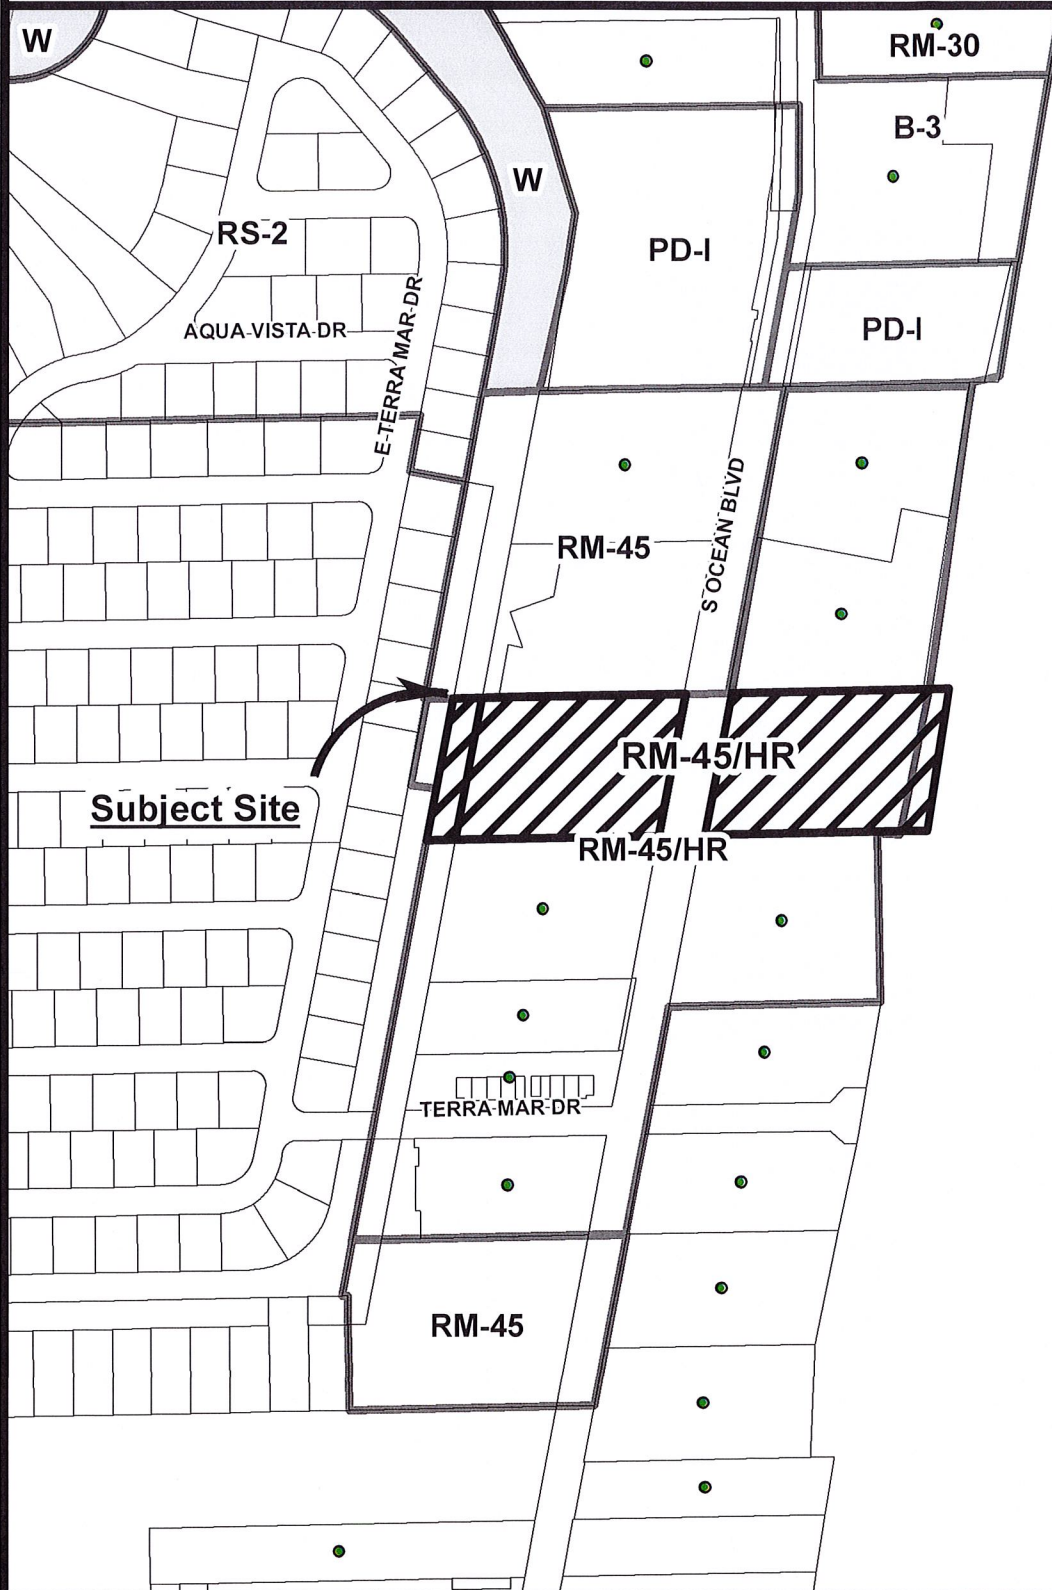 W
RM-30
B-3
W
RS-2
PD-I
AQUA VISTA DR
E TERRA MAR DR
PD-I
RM-45
S OCEAN BLVD
RM-45/HR
Subject Site
RM-45/HR
TERRA MAR DR
RM-45